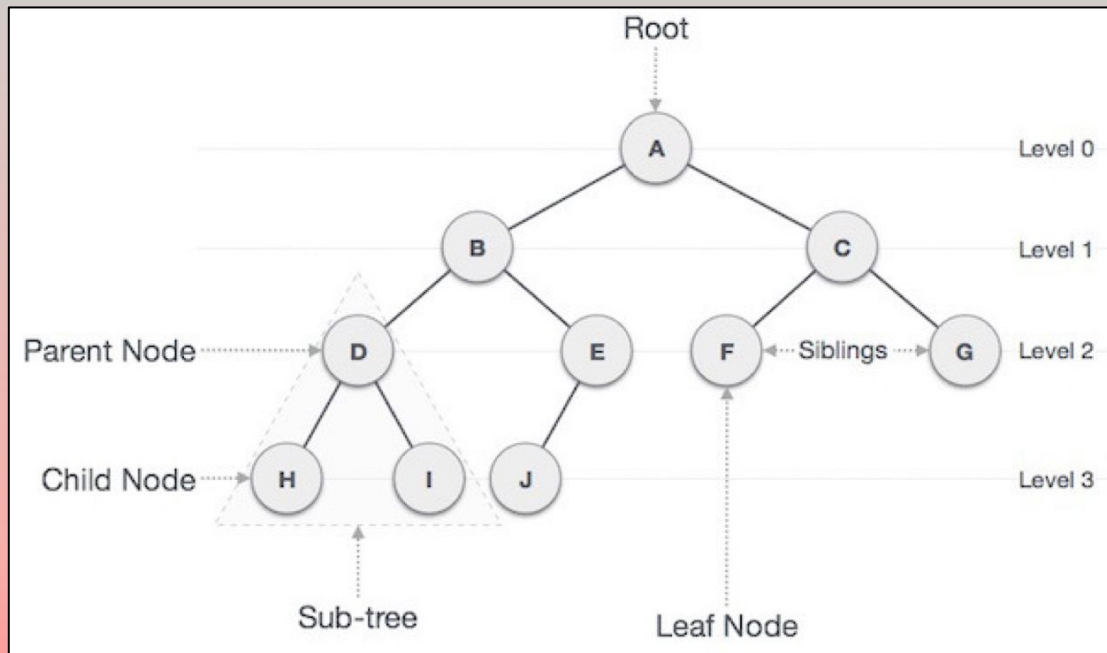 Root
A
Level 0
B
C
Level 1
Parent Node
D
E
F
Siblings
G
Level 2
Child Node
H
I
J
Level 3
Sub-tree
Leaf Node